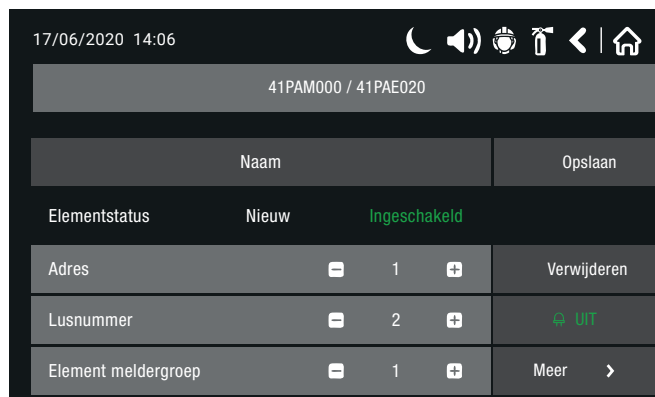 17/06/2020 14:06
41PAM000 / 41PAE020
Naam Opslaan
Elementstatus Nieuw Ingeschakeld
Adres 1 Verwijderen
Lusnummer 2 UIT
Element meldergroep 1 Meer